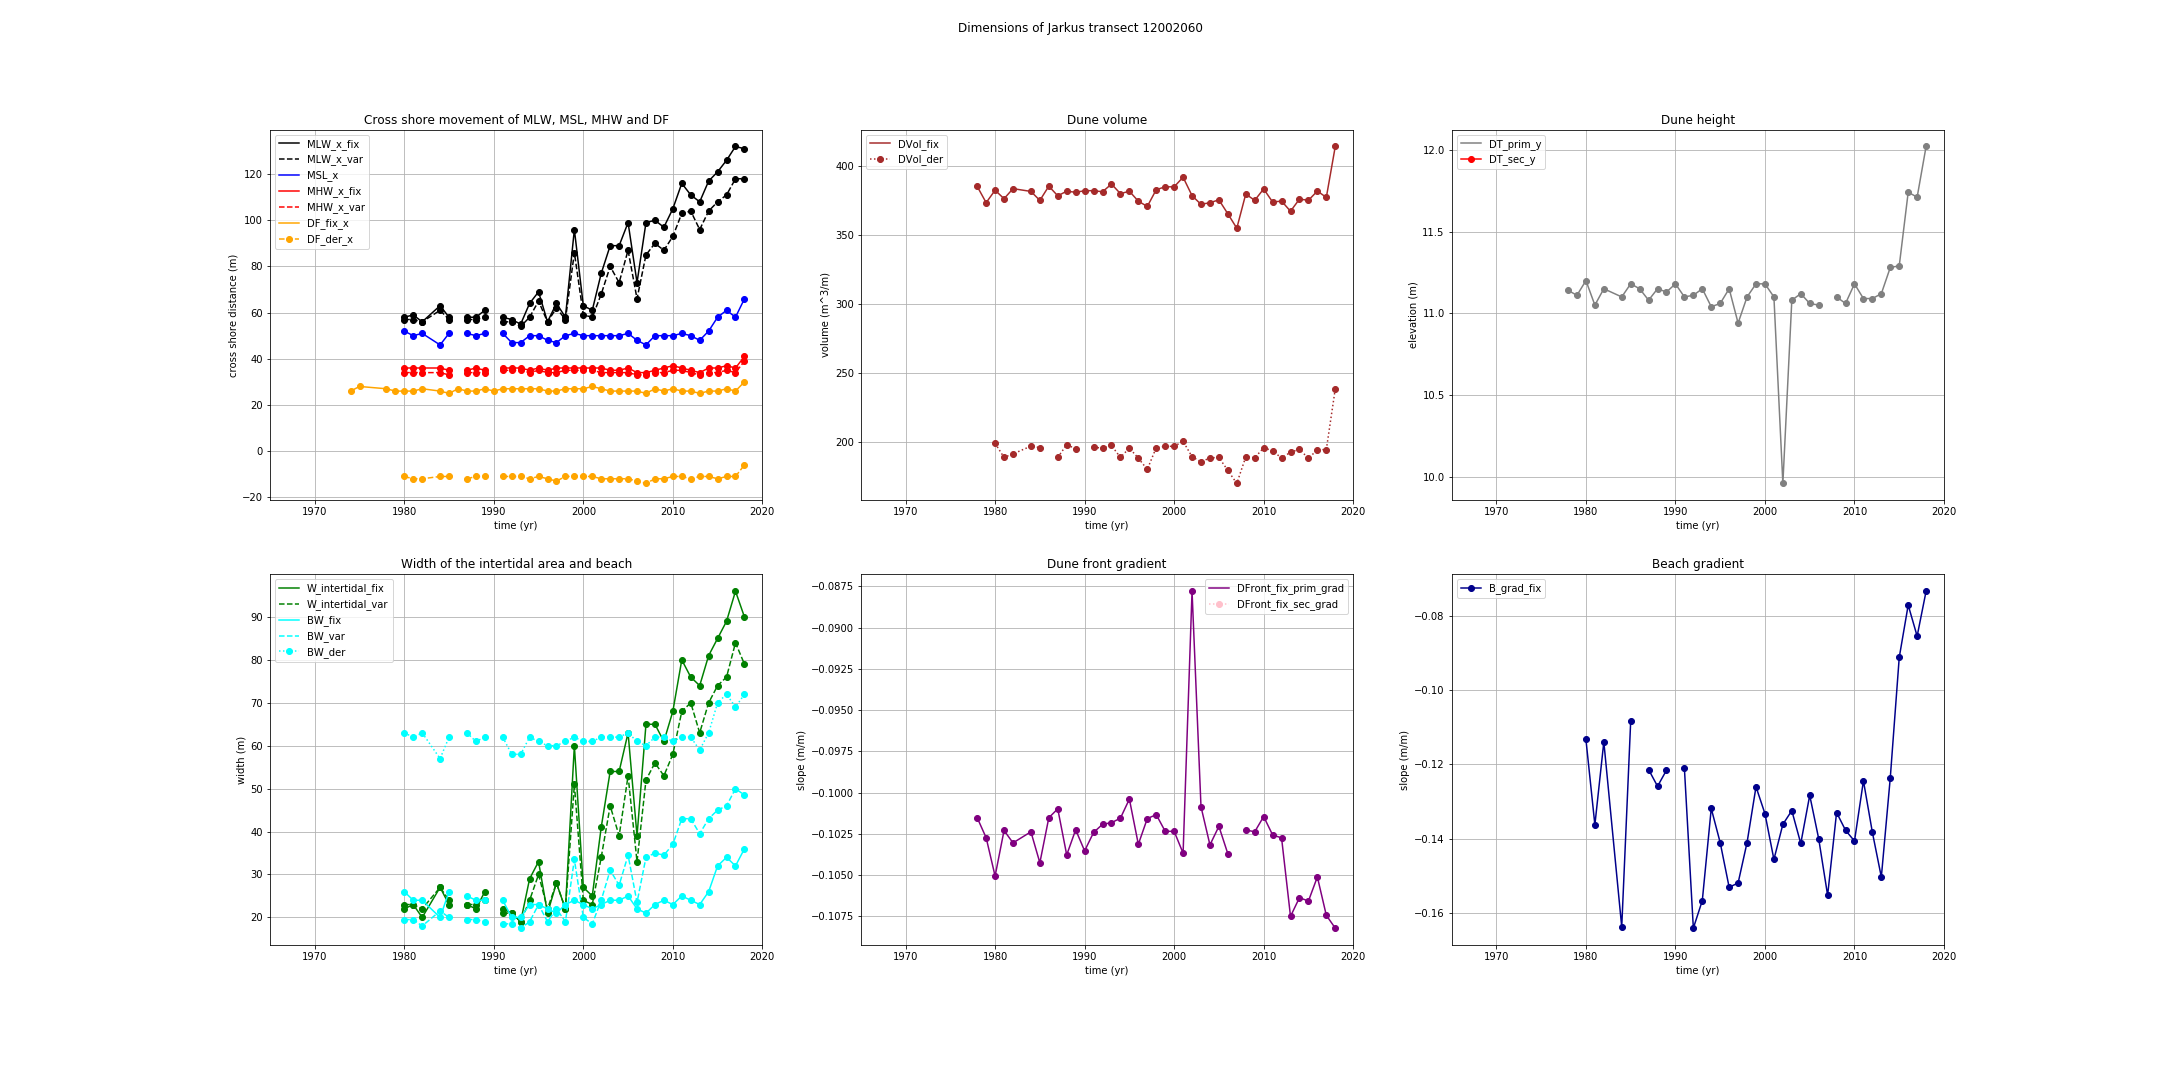 Dimensions of Jarkus transect 12002060
Cross shore movement of MLW, MSL, MHW and DF
MLW_x_fix
MLW_x_var
MSL_x
MHW_x_fix
MHW_x_var
DF_fix_x
DF_der_x
120
100
80
60
40
20
0
−20
cross shore distance (m)
1970 1980 1990 2000 2010 2020
time (yr)
Dune volume
DVol_fix
DVol_der
400
350
300
250
200
volume (m^3/m)
1970 1980 1990 2000 2010 2020
time (yr)
Dune height
DT_prim_y
DT_sec_y
12.0
11.5
11.0
10.5
10.0
elevation (m)
1970 1980 1990 2000 2010 2020
time (yr)
Width of the intertidal area and beach
W_intertidal_fix
W_intertidal_var
BW_fix
BW_var
BW_der
90
80
70
60
50
40
30
20
width (m)
1970 1980 1990 2000 2010 2020
time (yr)
Dune front gradient
DFront_fix_prim_grad
DFront_fix_sec_grad
−0.0875
−0.0900
−0.0925
−0.0950
−0.0975
−0.1000
−0.1025
−0.1050
−0.1075
slope (m/m)
1970 1980 1990 2000 2010 2020
time (yr)
Beach gradient
B_grad_fix
−0.08
−0.10
−0.12
−0.14
−0.16
slope (m/m)
1970 1980 1990 2000 2010 2020
time (yr)